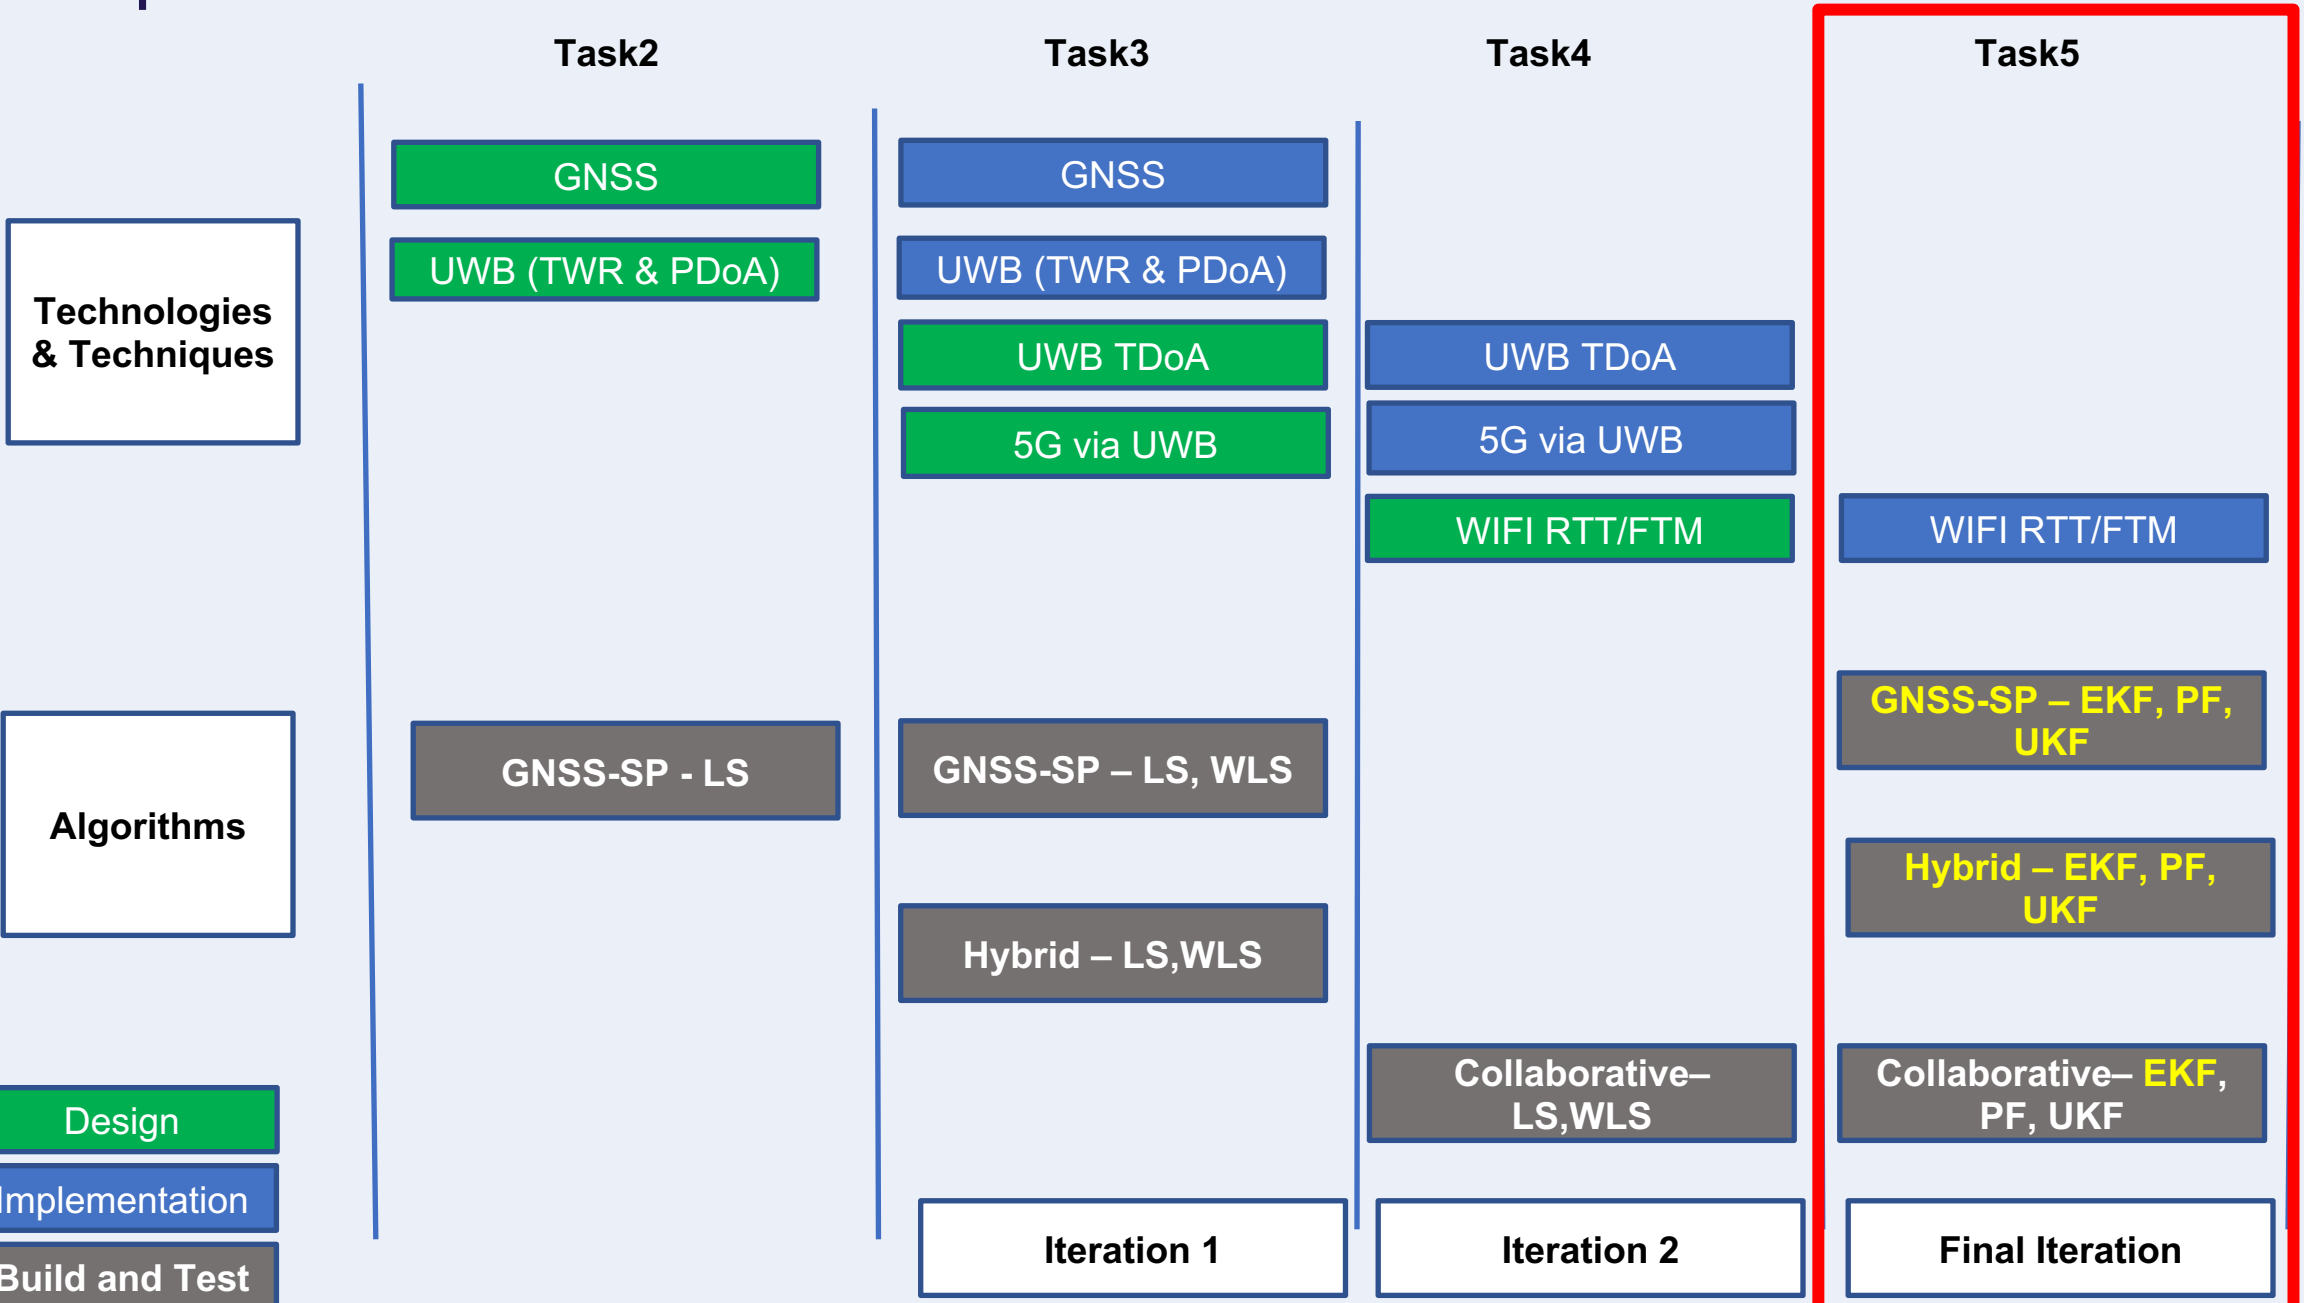 Task2
Task3
Task4
Task5
GNSS
GNSS
UWB (TWR & PDoA)
UWB (TWR & PDoA)
Technologies
& Techniques
UWB TDoA
UWB TDoA
5G via UWB
5G via UWB
WIFI RTT/FTM
WIFI RTT/FTM
GNSS-SP – EKF, PF,
UKF
GNSS-SP - LS
GNSS-SP – LS, WLS
Algorithms
Hybrid – EKF, PF,
UKF
Hybrid – LS,WLS
Collaborative–
LS,WLS
Collaborative– EKF,
PF, UKF
Design
Implementation
Build and Test
Iteration 1
Iteration 2
Final Iteration